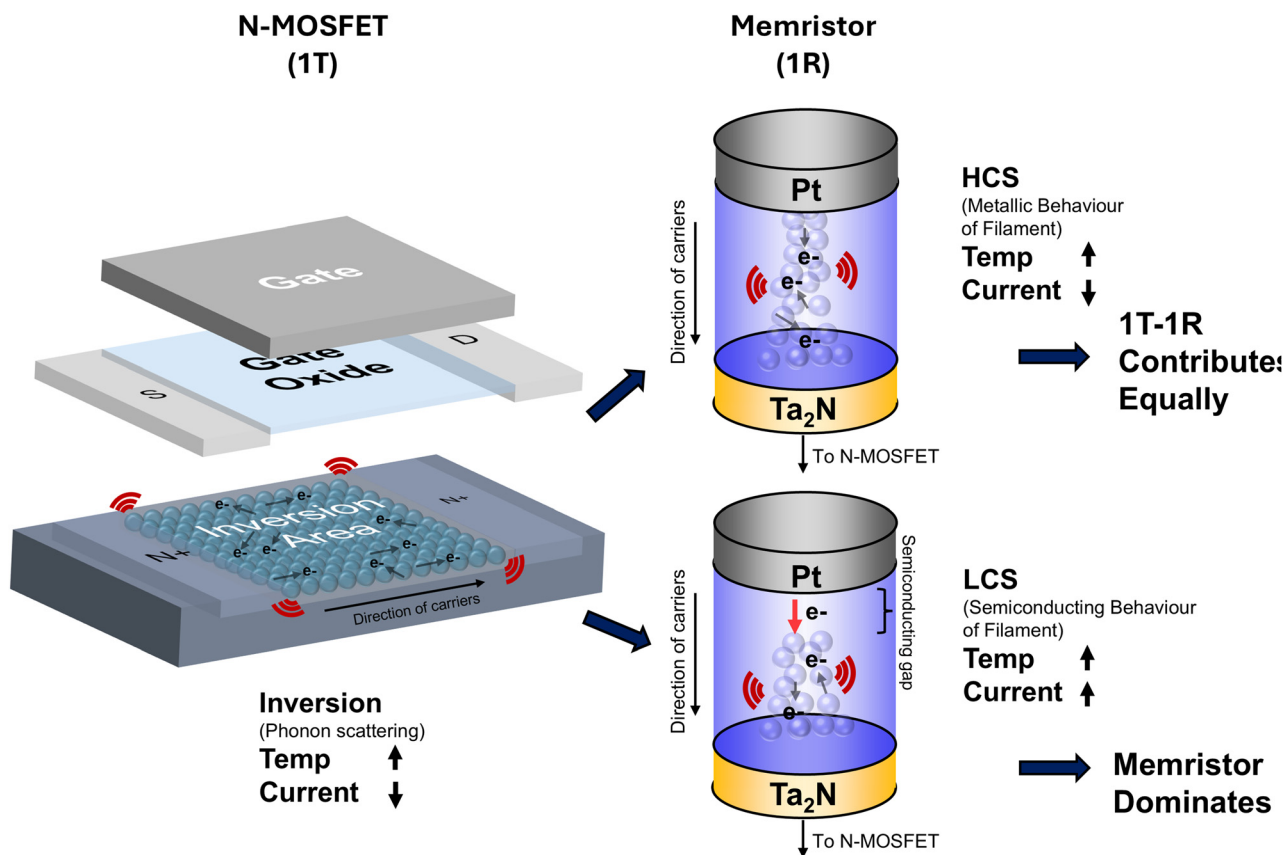 N-MOSFET
(1T)
Memristor
(1R)
Gate
Gate
Oxide
S
D
N+
N+
Inversion
Area
e-
e-
e-
e-
e-
e-
e-
e-
e-
Direction of carriers
Inversion
(Phonon scattering)
Temp
Current
Pt
Direction of carriers
e-
e-
e-
Ta₂N
To N-MOSFET
HCS
(Metallic Behaviour
of Filament)
Temp
Current
1T-1R
Contributes
Equally
Pt
Direction of carriers
e-
e-
e-
Semiconducting gap
Ta₂N
To N-MOSFET
LCS
(Semiconducting Behaviour
of Filament)
Temp
Current
Memristor
Dominates